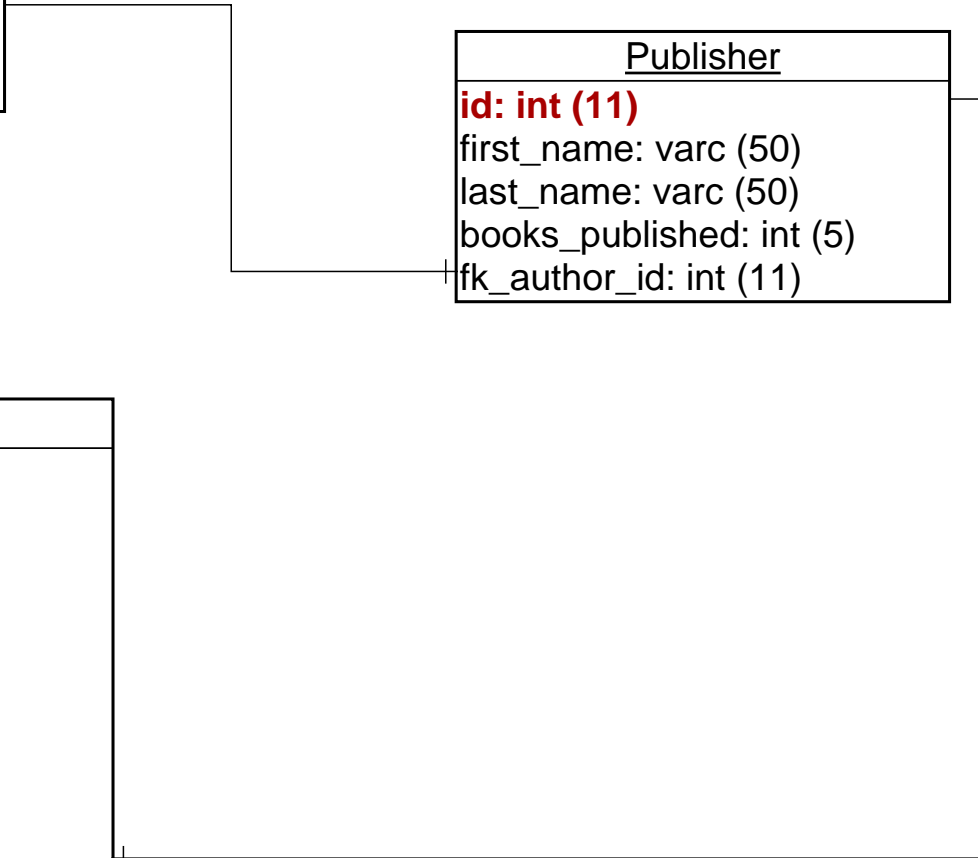 Publisher
id: int (11)
first_name: varc (50)
last_name: varc (50)
books_published: int (5)
fk_author_id: int (11)